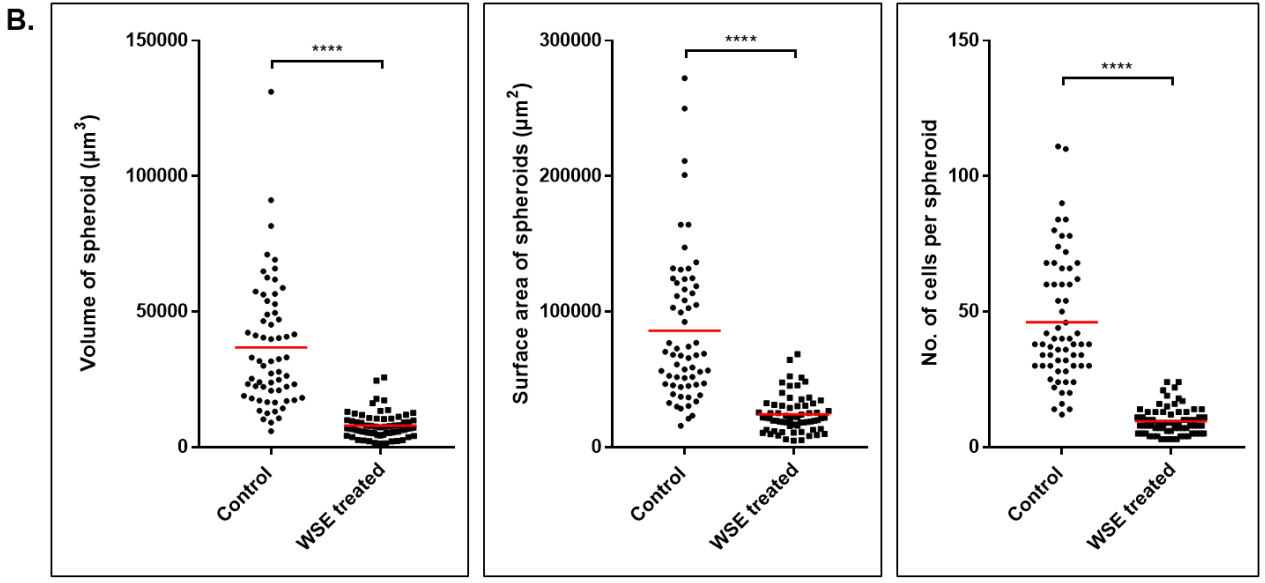 B.
Volume of spheroid (µm³)
150000
100000
50000
0
****
Control
WSE treated
Surface area of spheroids (µm²)
300000
200000
100000
0
****
Control
WSE treated
No. of cells per spheroid
150
100
50
0
****
Control
WSE treated